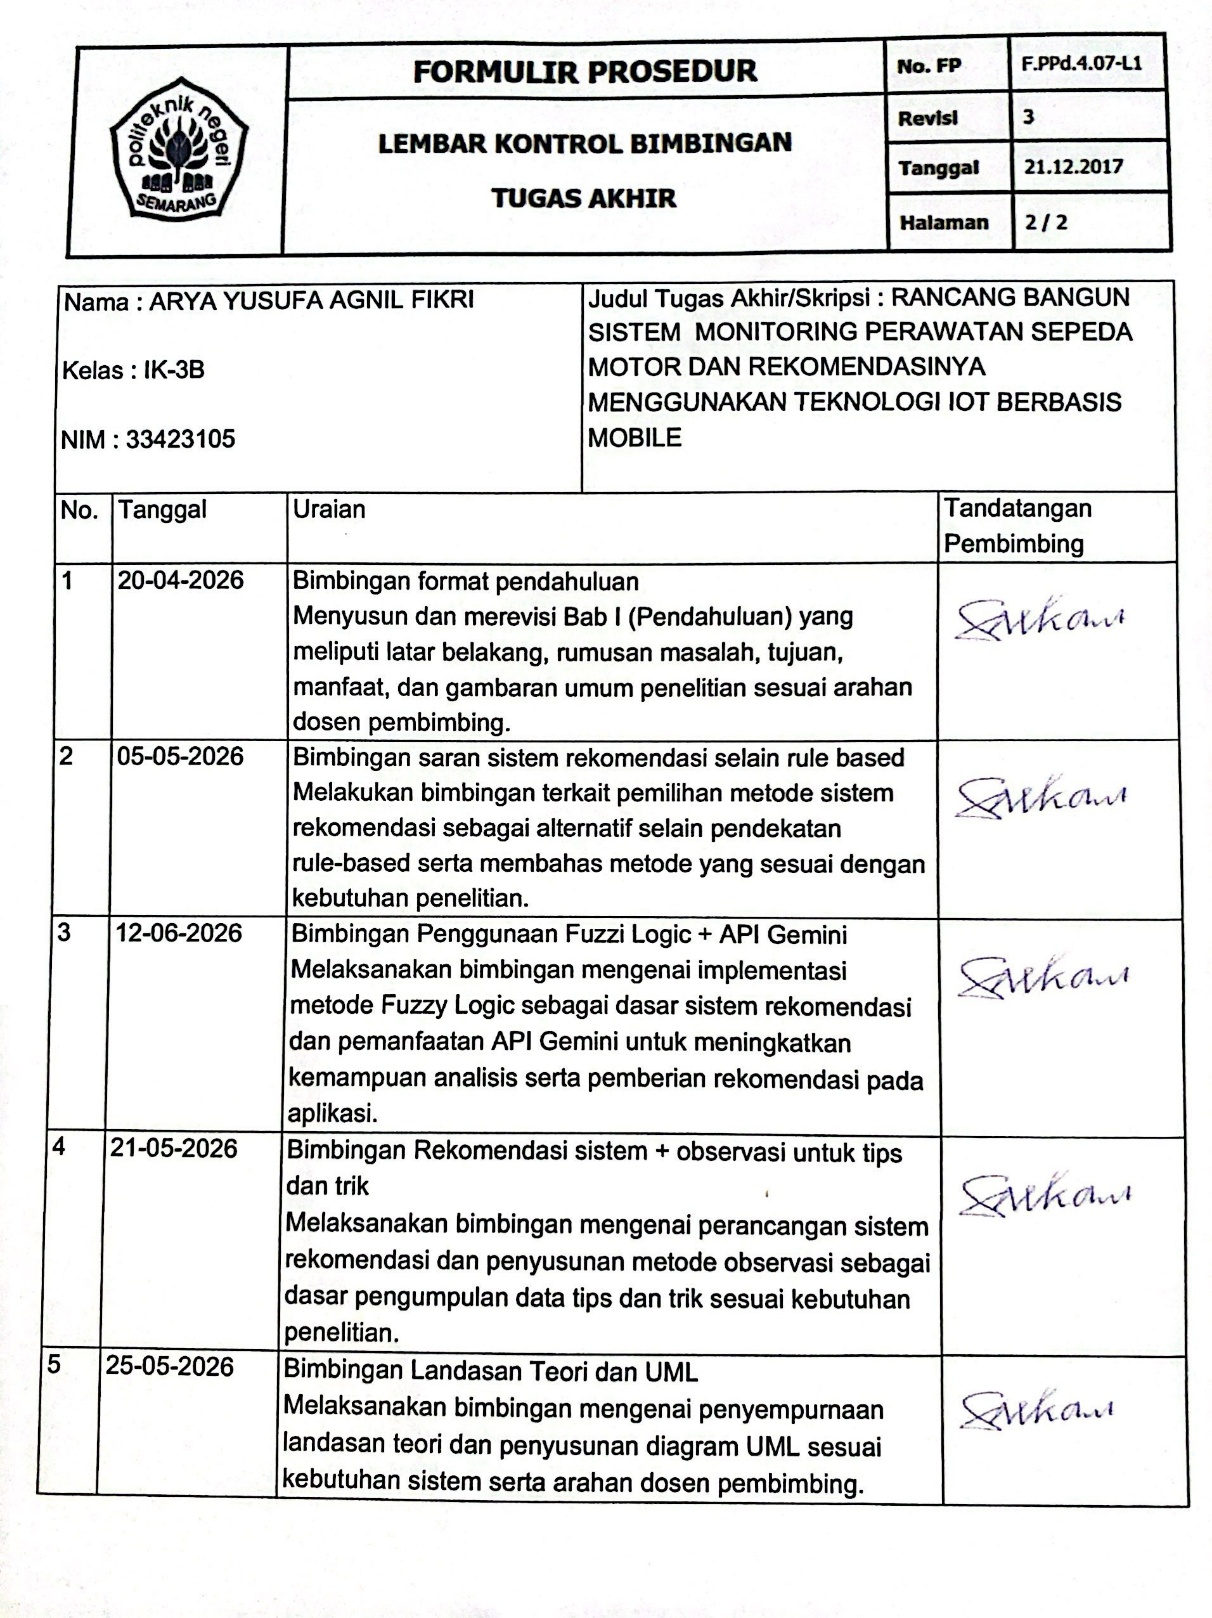 politeknik negeri
SEMARANG
FORMULIR PROSEDUR
LEMBAR KONTROL BIMBINGAN
TUGAS AKHIR
No. FP F.PPd.4.07-L1
Revisi 3
Tanggal 21.12.2017
Halaman 2 / 2
Nama : ARYA YUSUFA AGNIL FIKRI
Kelas : IK-3B
NIM : 33423105
Judul Tugas Akhir/Skripsi : RANCANG BANGUN
SISTEM MONITORING PERAWATAN SEPEDA
MOTOR DAN REKOMENDASINYA
MENGGUNAKAN TEKNOLOGI IOT BERBASIS
MOBILE
No. Tanggal Uraian Tandatangan
Pembimbing
1 20-04-2026 Bimbingan format pendahuluan
Menyusun dan merevisi Bab I (Pendahuluan) yang
meliputi latar belakang, rumusan masalah, tujuan,
manfaat, dan gambaran umum penelitian sesuai arahan
dosen pembimbing.
2 05-05-2026 Bimbingan saran sistem rekomendasi selain rule based
Melakukan bimbingan terkait pemilihan metode sistem
rekomendasi sebagai alternatif selain pendekatan
rule-based serta membahas metode yang sesuai dengan
kebutuhan penelitian.
3 12-06-2026 Bimbingan Penggunaan Fuzzi Logic + API Gemini
Melaksanakan bimbingan mengenai implementasi
metode Fuzzy Logic sebagai dasar sistem rekomendasi
dan pemanfaatan API Gemini untuk meningkatkan
kemampuan analisis serta pemberian rekomendasi pada
aplikasi.
4 21-05-2026 Bimbingan Rekomendasi sistem + observasi untuk tips
dan trik
Melaksanakan bimbingan mengenai perancangan sistem
rekomendasi dan penyusunan metode observasi sebagai
dasar pengumpulan data tips dan trik sesuai kebutuhan
penelitian.
5 25-05-2026 Bimbingan Landasan Teori dan UML
Melaksanakan bimbingan mengenai penyempurnaan
landasan teori dan penyusunan diagram UML sesuai
kebutuhan sistem serta arahan dosen pembimbing.